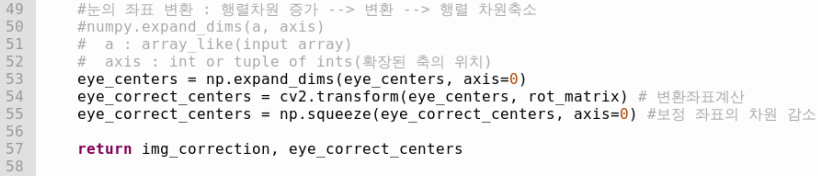 49 #눈의 좌표 변환 : 행렬차원 증가 --> 변환 --> 행렬 차원축소
50 #numpy.expand_dims(a, axis)
51 #  a : array_like(input array)
52 #  axis : int or tuple of ints(확장된 축의 위치)
53 eye_centers = np.expand_dims(eye_centers, axis=0)
54 eye_correct_centers = cv2.transform(eye_centers, rot_matrix) # 변환좌표계산
55 eye_correct_centers = np.squeeze(eye_correct_centers, axis=0) #보정 좌표의 차원 감소
56
57 return img_correction, eye_correct_centers
58